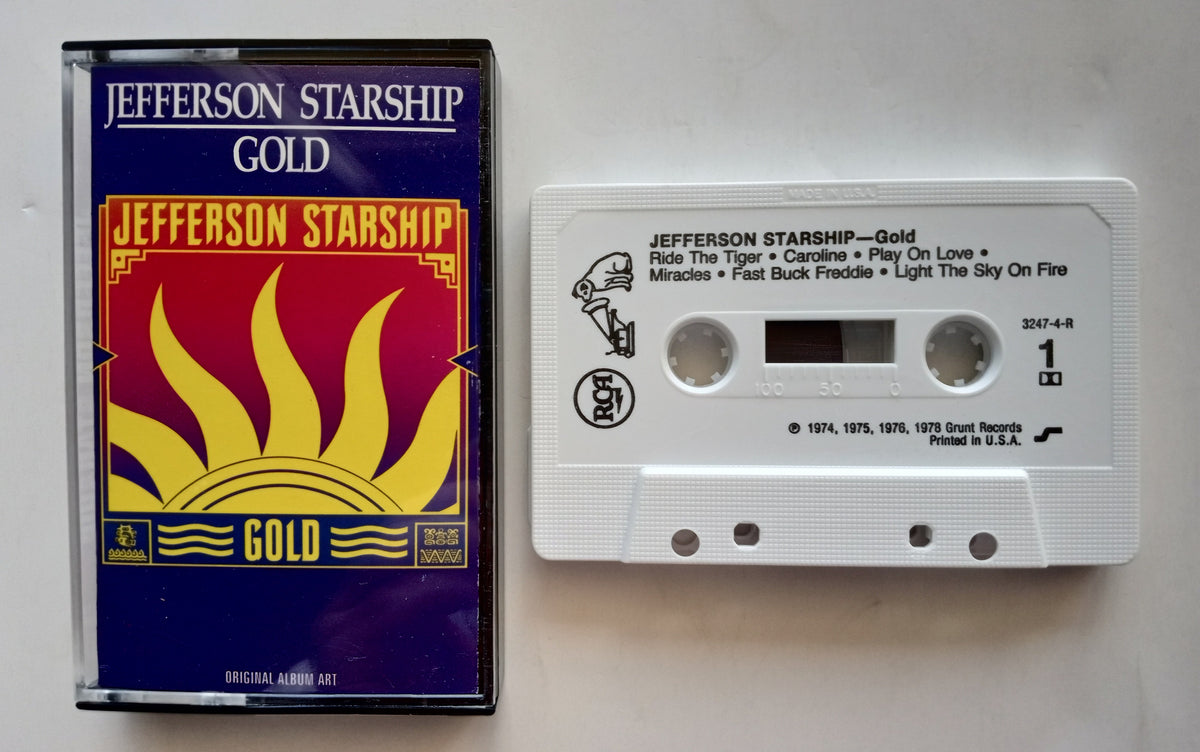 JEFFERSON STARSHIP
GOLD
JEFFERSON STARSHIP
GOLD
ORIGINAL ALBUM ART
MADE IN U.S.A.
JEFFERSON STARSHIP—Gold
Ride The Tiger • Caroline • Play On Love •
Miracles • Fast Buck Freddie • Light The Sky On Fire
3247-4-R
1
RCA
100 50 0
℗ 1974, 1975, 1976, 1978 Grunt Records
Printed in U.S.A.